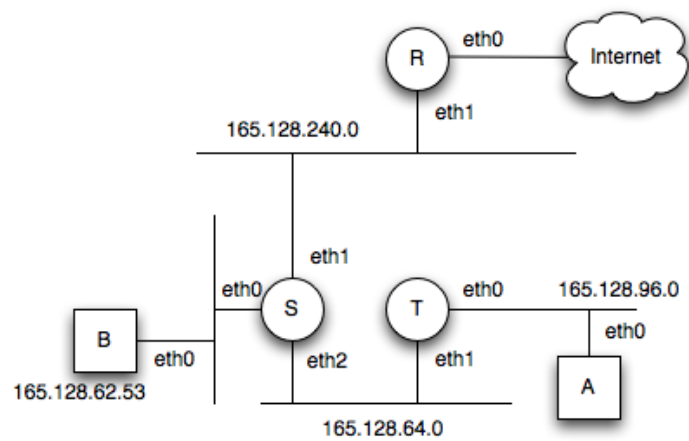 eth0
R
Internet
eth1
165.128.240.0
eth1
eth0
S
T
eth0
165.128.96.0
B
eth0
eth2
eth1
eth0
A
165.128.62.53
165.128.64.0